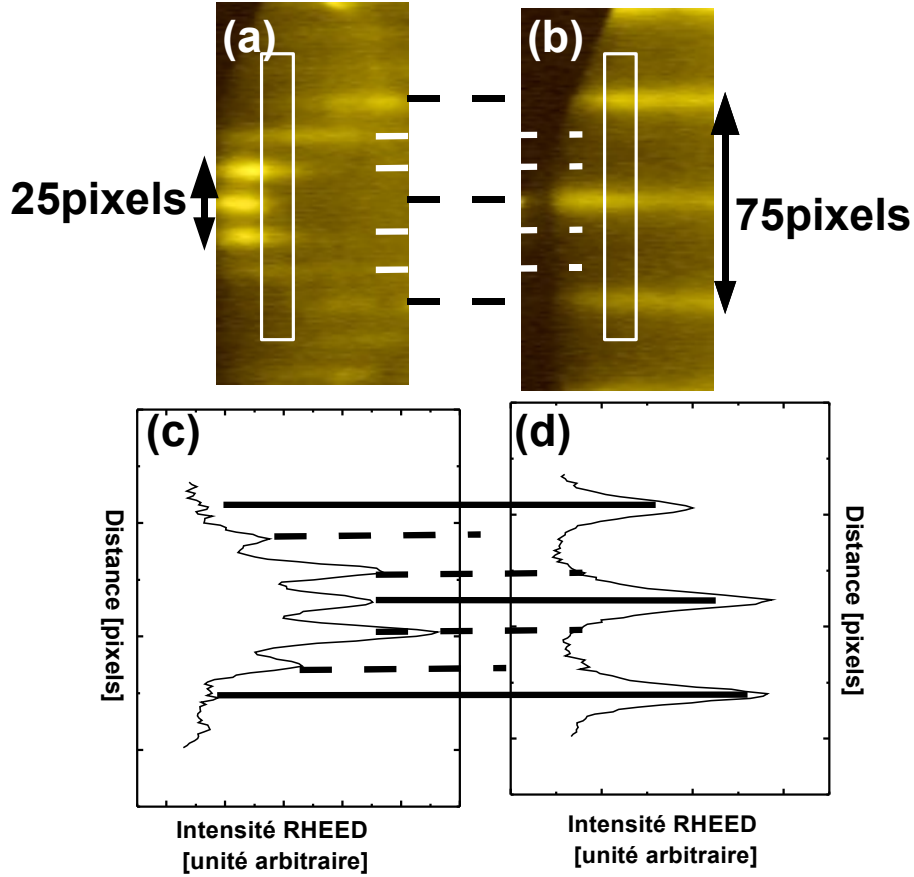 (a)
(b)
25pixels
75pixels
(c)
(d)
Distance [pixels]
Distance [pixels]
Intensité RHEED
[unité arbitraire]
Intensité RHEED
[unité arbitraire]